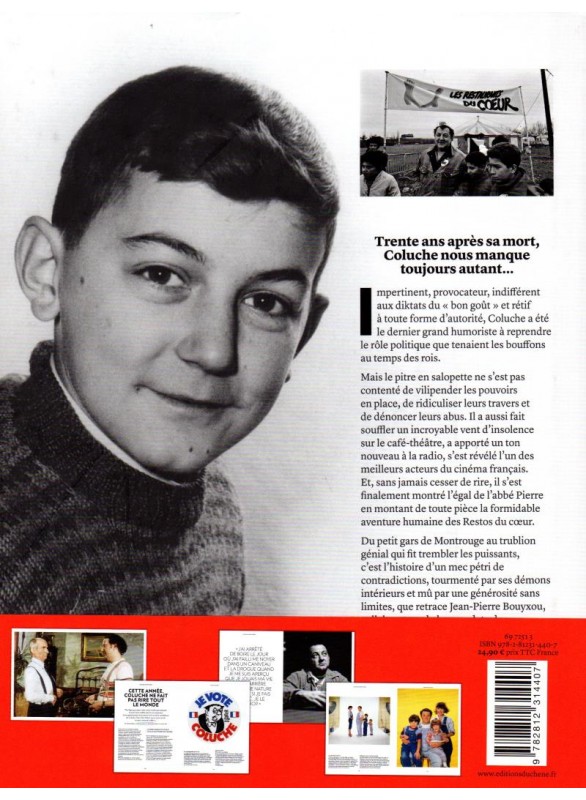 LES RESTAURANTS
DU CŒUR
Trente ans après sa mort,
Coluche nous manque
toujours autant…
Impertinent, provocateur, indifférent
aux diktats du « bon goût » et rétif
à toute forme d'autorité, Coluche a été
le dernier grand humoriste à reprendre
le rôle politique que tenaient les bouffons
au temps des rois.
Mais le pitre en salopette ne s'est pas
contenté de vilipender les pouvoirs
en place, de ridiculiser leurs travers et
de dénoncer leurs abus. Il a aussi fait
souffler un incroyable vent d'insolence
sur le café-théâtre, a apporté un ton
nouveau à la radio, s'est révélé l'un des
meilleurs acteurs du cinéma français.
Et, sans jamais cesser de rire, il s'est
finalement montré l'égal de l'abbé Pierre
en montant de toute pièce la formidable
aventure humaine des Restos du cœur.
Du petit gars de Montrouge au trublion
génial qui fit trembler les puissants,
c'est l'histoire d'un mec pétri de
contradictions, tourmenté par ses démons
intérieurs et mû par une générosité sans
limites, que retrace Jean-Pierre Bouyxou,
CETTE ANNÉE,
COLUCHE NE FAIT
PAS RIRE TOUT
LE MONDE
JE VOTE
COLUCHE
« J'AI ARRÊTÉ
DE BOIRE LE JOUR
OÙ J'AI FAILLI ME NOYER
DANS UN CANIVEAU
ET LA DROGUE QUAND
JE ME SUIS APERÇU
QUE JE JOUAIS MA VIE
69 7151 3
ISBN 978-2-81231-440-7
24,90 € prix TTC France
9 782812 314407
www.editionsduchene.fr